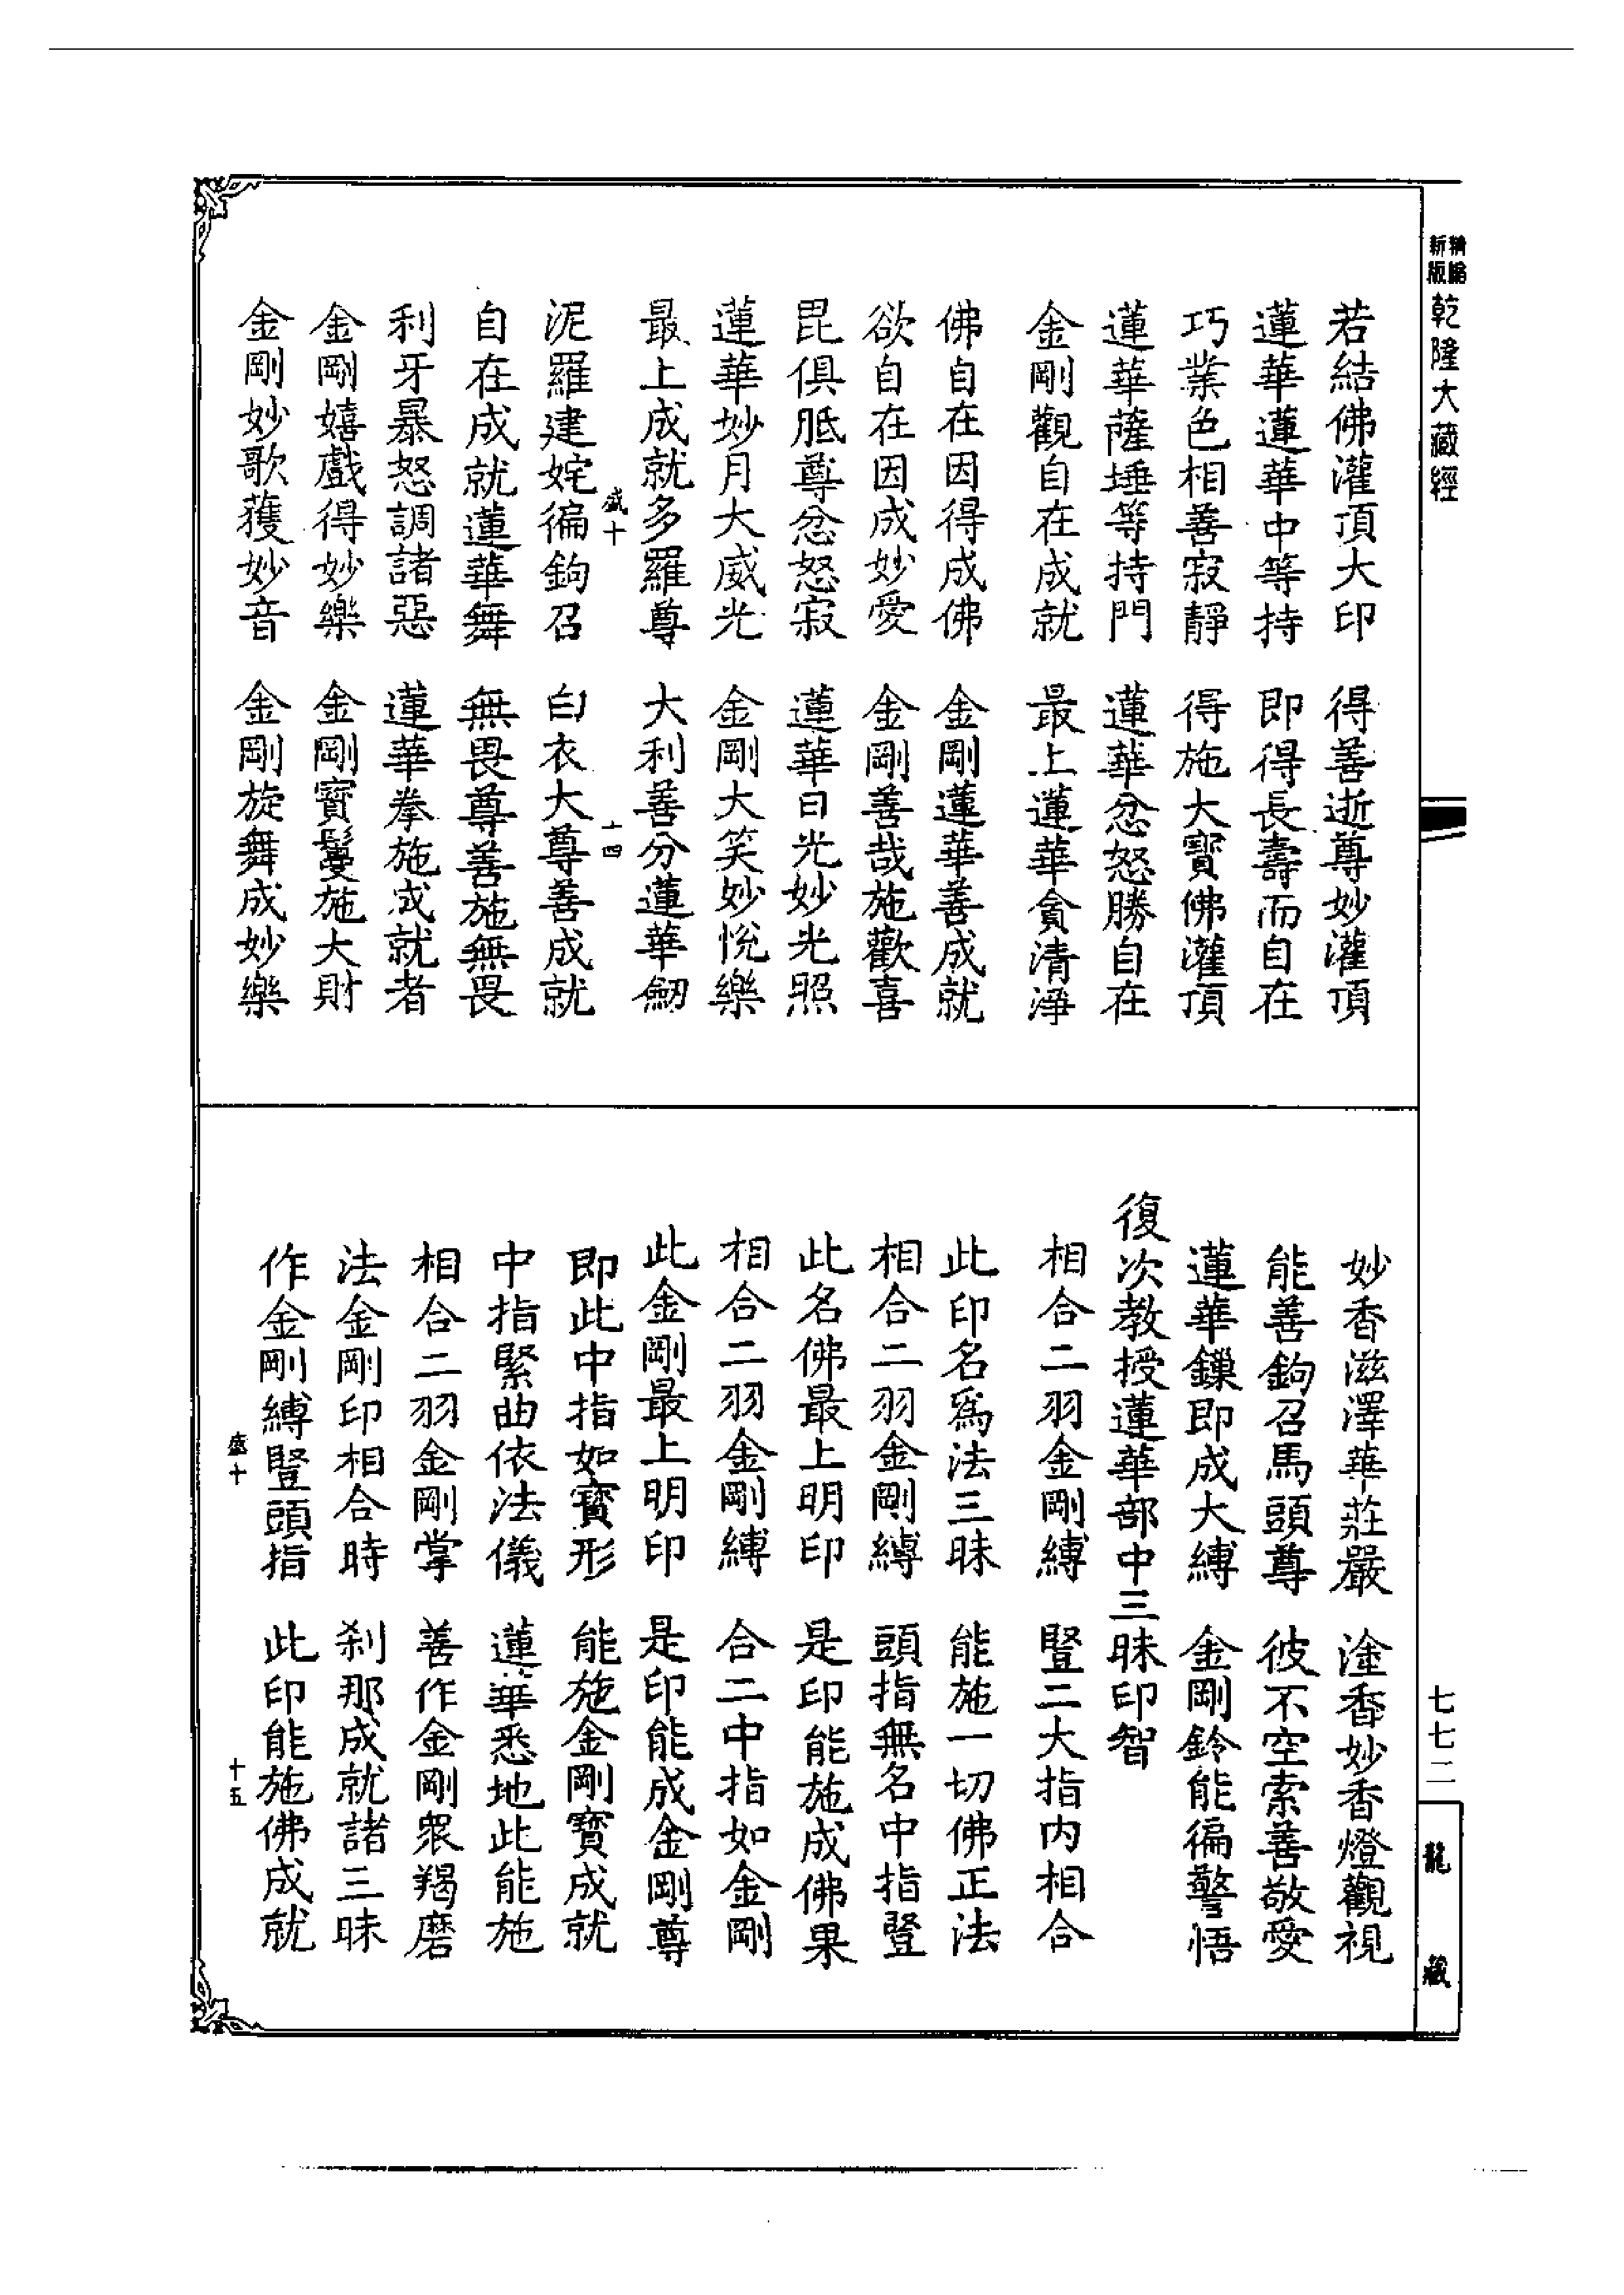 精縮新版乾隆大藏經
若結佛灌頂大印　得善逝尊妙灌頂
蓮華蓮華中等持　即得長壽而自在
巧業色相善寂靜　得施大寶佛灌頂
蓮華薩埵等持門　蓮華忿怒勝自在
金剛觀自在成就　最上蓮華貪清淨
佛自在因得成佛　金剛蓮華善成就
欲自在因成妙愛　金剛善哉施歡喜
毘俱胝尊忿怒寂　蓮華日光妙光照
蓮華妙月大威光　金剛大笑妙悅樂
最上成就多羅尊　大利善分蓮華劒
盛十　十四
泥羅建姹徧鉤召　白衣大尊善成就
自在成就蓮華舞　無畏尊善施無畏
利牙暴怒調諸惡　蓮華拳施成就者
金剛嬉戲得妙樂　金剛寶鬘施大財
金剛妙歌獲妙音　金剛旋舞成妙樂
妙香滋澤華莊嚴　塗香妙香燈觀視
能善鉤召馬頭尊　彼不空索善敬愛
蓮華鏁即成大縛　金剛鈴能徧警悟
復次教授蓮華部中三昧印智
相合二羽金剛縛　豎二大指內相合
此印名爲法三昧　能施一切佛正法
相合二羽金剛縛　頭指無名中指豎
此名佛最上明印　是印能施成佛果
相合二羽金剛縛　合二中指如金剛
此金剛最上明印　是印能成金剛尊
即此中指如寶形　能施金剛寶成就
中指緊曲依法儀　蓮華悉地此能施
相合二羽金剛掌　善作金剛衆羯磨
法金剛印相合時　刹那成就諸三昧
作金剛縛豎頭指　此印能施佛成就
盛十　十五
七七二
龍藏